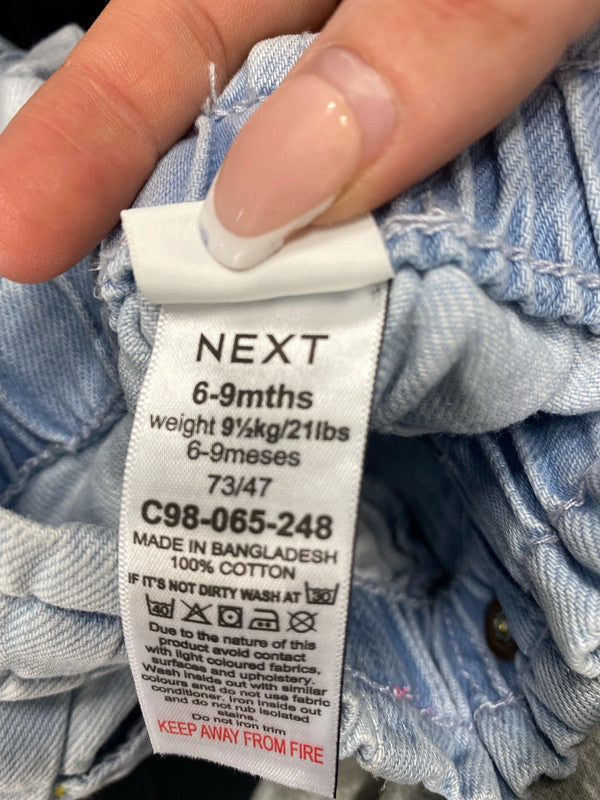 NEXT
6-9mths
weight 9½kg/21lbs
6-9meses
73/47
C98-065-248
MADE IN BANGLADESH
100% COTTON
IF IT'S NOT DIRTY WASH AT 30
40
Due to the nature of this
product avoid contact
with light coloured fabrics,
surfaces and upholstery.
Wash inside out with similar
colours and do not use fabric
conditioner, iron inside out
and do not rub isolated
stains.
Do not iron trim
KEEP AWAY FROM FIRE